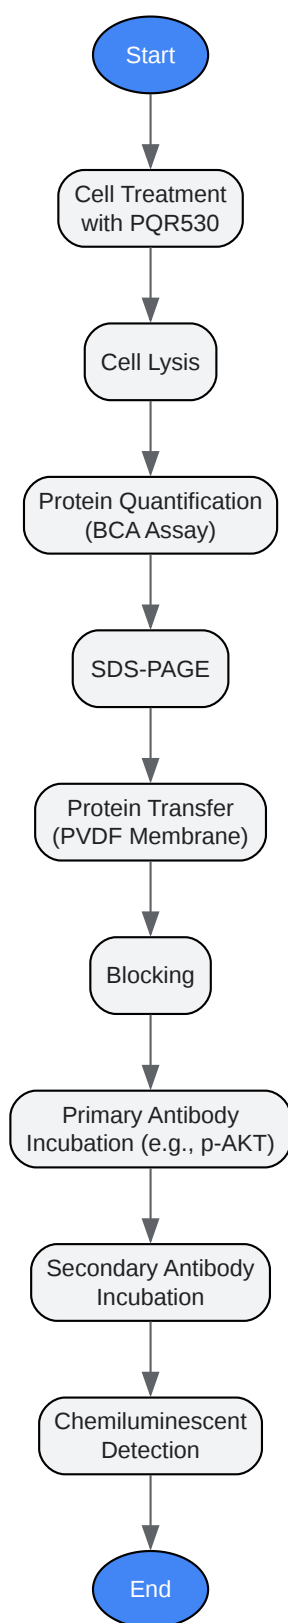 Start
Cell Treatment
with PQR530
Cell Lysis
Protein Quantification
(BCA Assay)
SDS-PAGE
Protein Transfer
(PVDF Membrane)
Blocking
Primary Antibody
Incubation (e.g., p-AKT)
Secondary Antibody
Incubation
Chemiluminescent
Detection
End